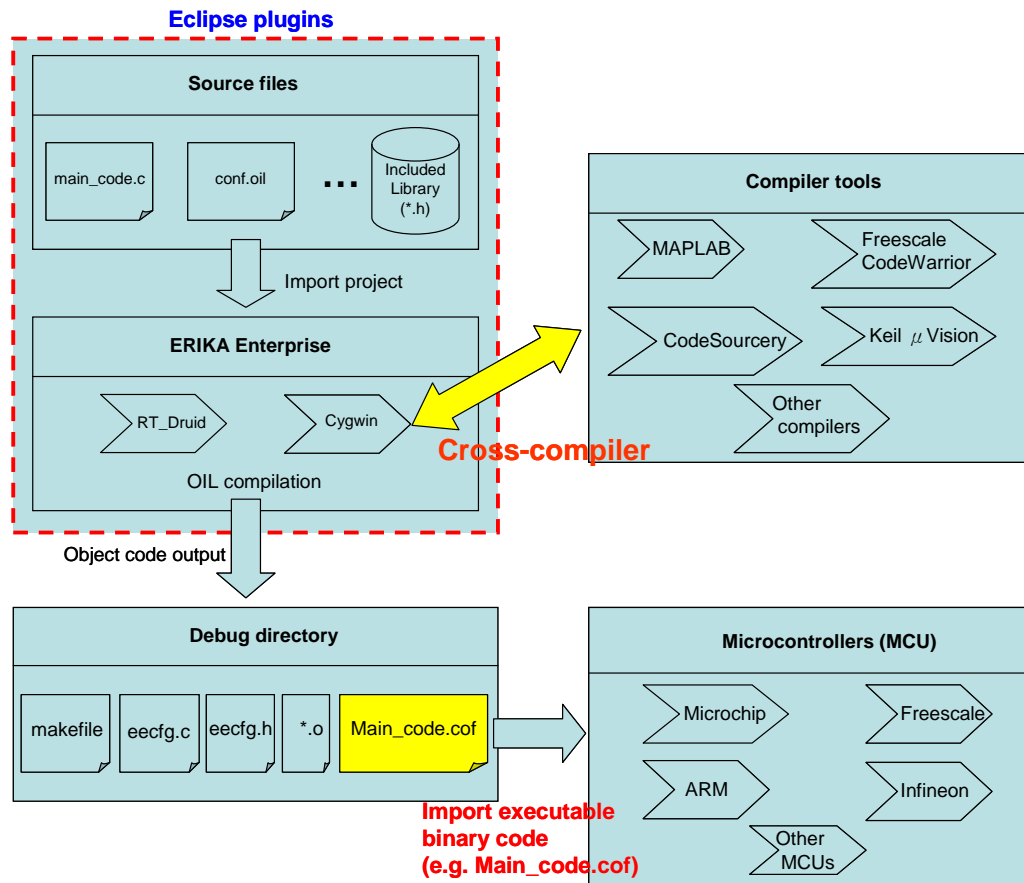 Eclipse plugins
Source files
main_code.c
conf.oil
...
Included
Library
(*.h)
Import project
ERIKA Enterprise
RT_Druid
Cygwin
OIL compilation
Cross-compiler
Compiler tools
MAPLAB
Freescale
CodeWarrior
CodeSourcery
Keil μ Vision
Other
compilers
Object code output
Debug directory
makefile
eecfg.c
eecfg.h
*.o
Main_code.cof
Import executable
binary code
(e.g. Main_code.cof)
Microcontrollers (MCU)
Microchip
Freescale
ARM
Infineon
Other
MCUs